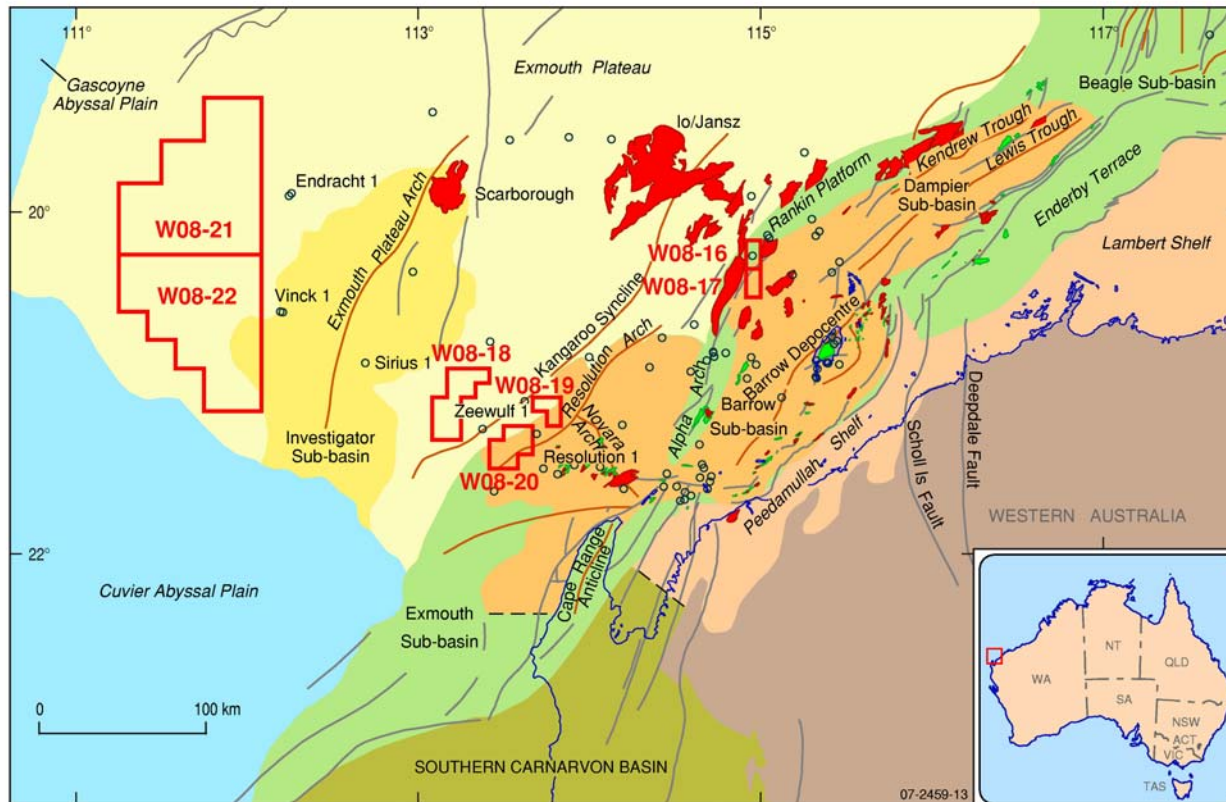 111°
113°
115°
117°
Gascoyne
Abyssal Plain
Exmouth Plateau
Beagle Sub-basin
Io/Jansz
Kendrew Trough
Lewis Trough
Rankin Platform
Dampier
Sub-basin
Enderby Terrace
Endracht 1
Scarborough
20°
Exmouth Plateau Arch
W08-21
W08-16
Lambert Shelf
W08-22
W08-17
Vinck 1
Kangaroo Syncline
Barrow Depocentre
Sirius 1
W08-18
W08-19
Resolution Arch
Zeewulf 1
Novara
Arch
Alpha Arch
Barrow
Sub-basin
Deepdale Fault
Investigator
Sub-basin
Resolution 1
W08-20
Peedamullah Shelf
Scholl Is Fault
WESTERN AUSTRALIA
22°
Cape Range
Anticline
Cuvier Abyssal Plain
Exmouth
Sub-basin
0
100 km
SOUTHERN CARNARVON BASIN
07-2459-13
NT
QLD
WA
SA
NSW
ACT
VIC
TAS